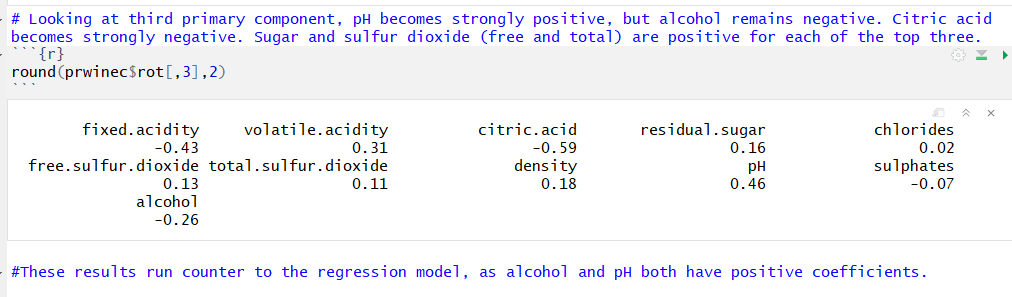 # Looking at third primary component, pH becomes strongly positive, but alcohol remains negative. Citric acid
becomes strongly negative. Sugar and sulfur dioxide (free and total) are positive for each of the top three.
```{r}
round(prwinec$rot[,3],2)
```
fixed.acidity volatile.acidity citric.acid residual.sugar chlorides
-0.43 0.31 -0.59 0.16 0.02
free.sulfur.dioxide total.sulfur.dioxide density pH sulphates
0.13 0.11 0.18 0.46 -0.07
alcohol
-0.26
#These results run counter to the regression model, as alcohol and pH both have positive coefficients.